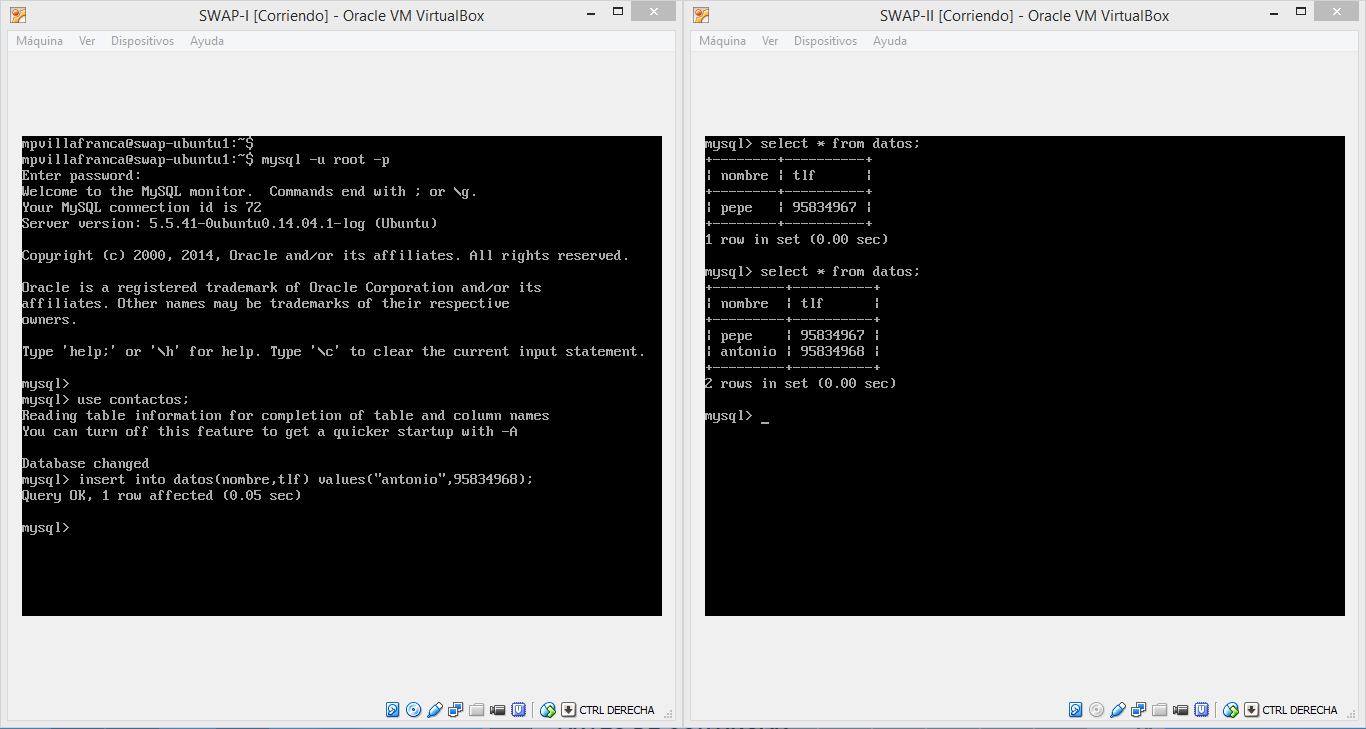 SWAP-I [Corriendo] - Oracle VM VirtualBox
Máquina Ver Dispositivos Ayuda
mpvillafranca@swap-ubuntu1:~$
mpvillafranca@swap-ubuntu1:~$ mysql -u root -p
Enter password:
Welcome to the MySQL monitor.  Commands end with ; or \g.
Your MySQL connection id is 72
Server version: 5.5.41-0ubuntu0.14.04.1-log (Ubuntu)
Copyright (c) 2000, 2014, Oracle and/or its affiliates. All rights reserved.
Oracle is a registered trademark of Oracle Corporation and/or its
affiliates. Other names may be trademarks of their respective
owners.
Type 'help;' or '\h' for help. Type '\c' to clear the current input statement.
mysql>
mysql> use contactos;
Reading table information for completion of table and column names
You can turn off this feature to get a quicker startup with -A
Database changed
mysql> insert into datos(nombre,tlf) values("antonio",95834968);
Query OK, 1 row affected (0.05 sec)
mysql>
CTRL DERECHA
SWAP-II [Corriendo] - Oracle VM VirtualBox
Máquina Ver Dispositivos Ayuda
mysql> select * from datos;
+--------+----------+
| nombre | tlf      |
+--------+----------+
| pepe   | 95834967 |
+--------+----------+
1 row in set (0.00 sec)
mysql> select * from datos;
+---------+----------+
| nombre  | tlf      |
+---------+----------+
| pepe    | 95834967 |
| antonio | 95834968 |
+---------+----------+
2 rows in set (0.00 sec)
mysql> _
CTRL DERECHA